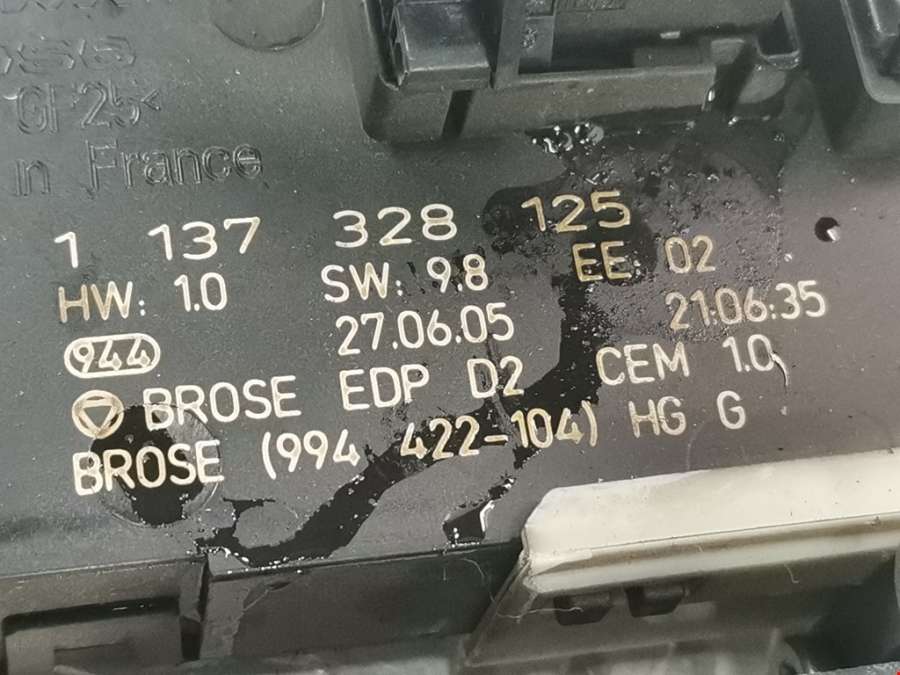 GF25<
in France
1 137 328 125
HW: 1.0 SW: 9.8 EE: 02
27.06.05 21:06:35
944
BROSE EDP D2 CEM 1.0
BROSE (994 422-104) HG G